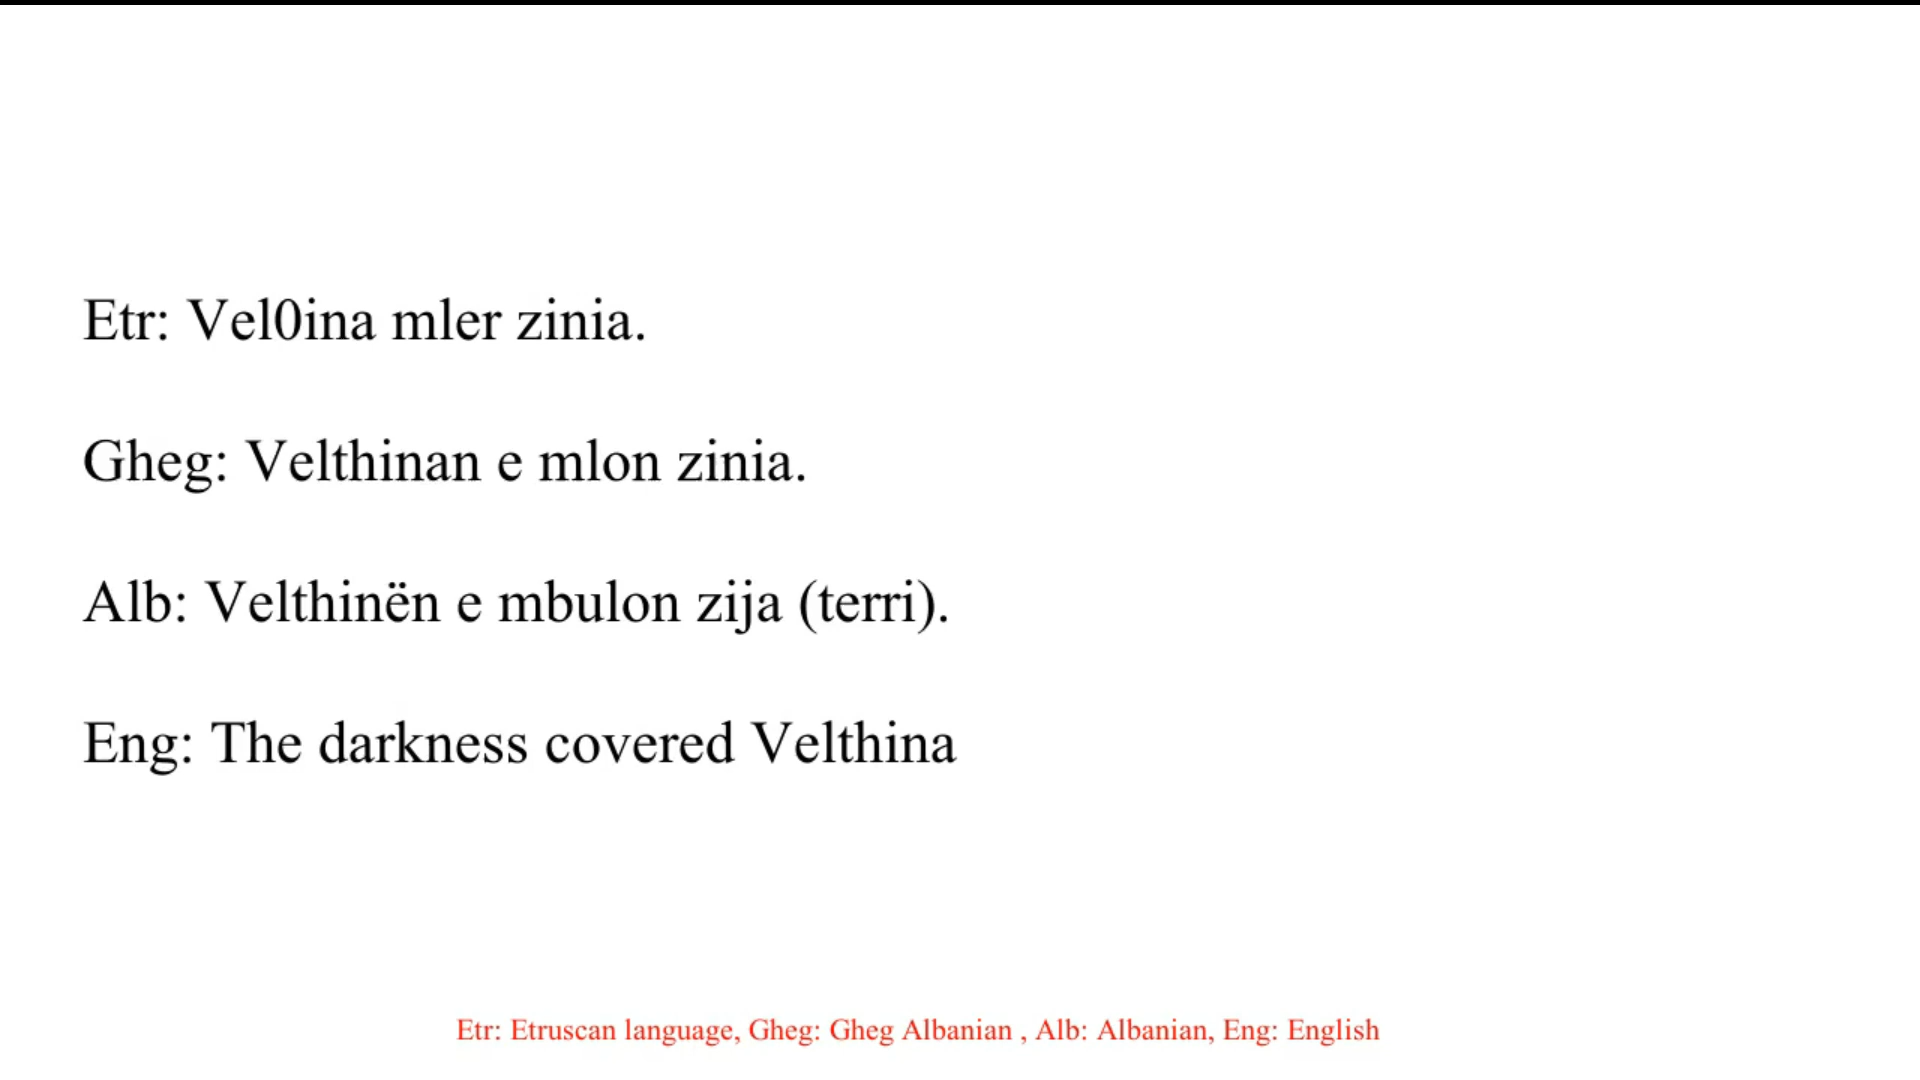 Etr: Vel0ina mler zinia.
Gheg: Velthinan e mlon zinia.
Alb: Velthinën e mbulon zija (terri).
Eng: The darkness covered Velthina
Etr: Etruscan language, Gheg: Gheg Albanian , Alb: Albanian, Eng: English